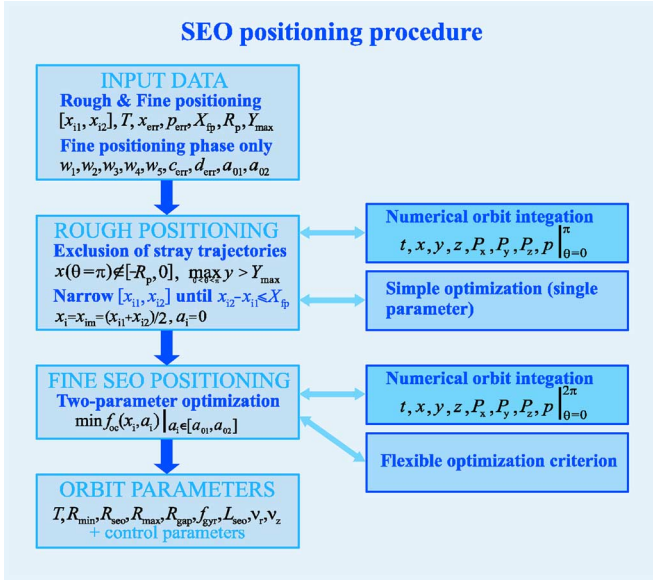 SEO positioning procedure
INPUT DATA
Rough & Fine positioning
[x_i1, x_i2], T, x_err, p_err, X_fp, R_p, Y_max
Fine positioning phase only
w_1, w_2, w_3, w_4, w_5, c_err, d_err, a_01, a_02
ROUGH POSITIONING
Exclusion of stray trajectories
x(θ=π)∉[-R_p, 0], max_{0<θ<π} y > Y_max
Narrow [x_i1, x_i2] until x_i2-x_i1⩽X_fp
x_i=x_im=(x_i1+x_i2)/2, a_i=0
Numerical orbit integation
t, x, y, z, P_x, P_y, P_z, p|_{θ=0}^{π}
Simple optimization (single
parameter)
FINE SEO POSITIONING
Two-parameter optimization
min f_oc(x_i, a_i)|_{a_i∈[a_01, a_02]}
Numerical orbit integation
t, x, y, z, P_x, P_y, P_z, p|_{θ=0}^{2π}
Flexible optimization criterion
ORBIT PARAMETERS
T, R_min, R_seo, R_max, R_gap, f_gyr, L_seo, ν_r, ν_z
+ control parameters